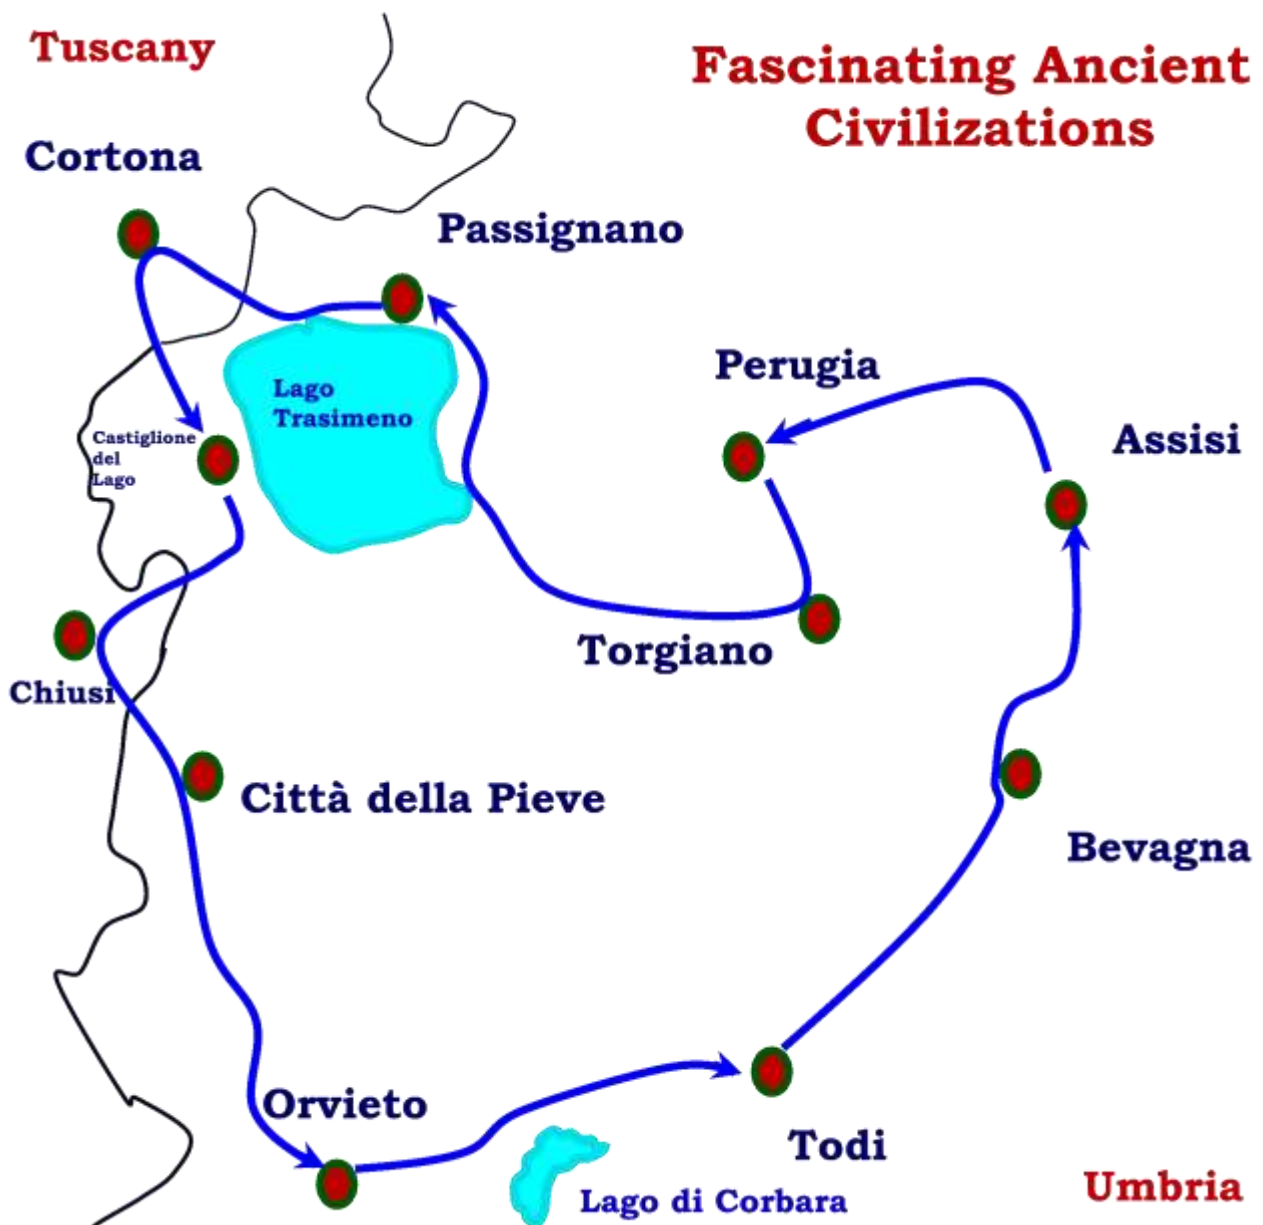 Tuscany
Fascinating Ancient
Civilizations
Cortona
Passignano
Perugia
Lago
Trasimeno
Assisi
Castiglione
del
Lago
Torgiano
Chiusi
Città della Pieve
Bevagna
Orvieto
Todi
Umbria
Lago di Corbara